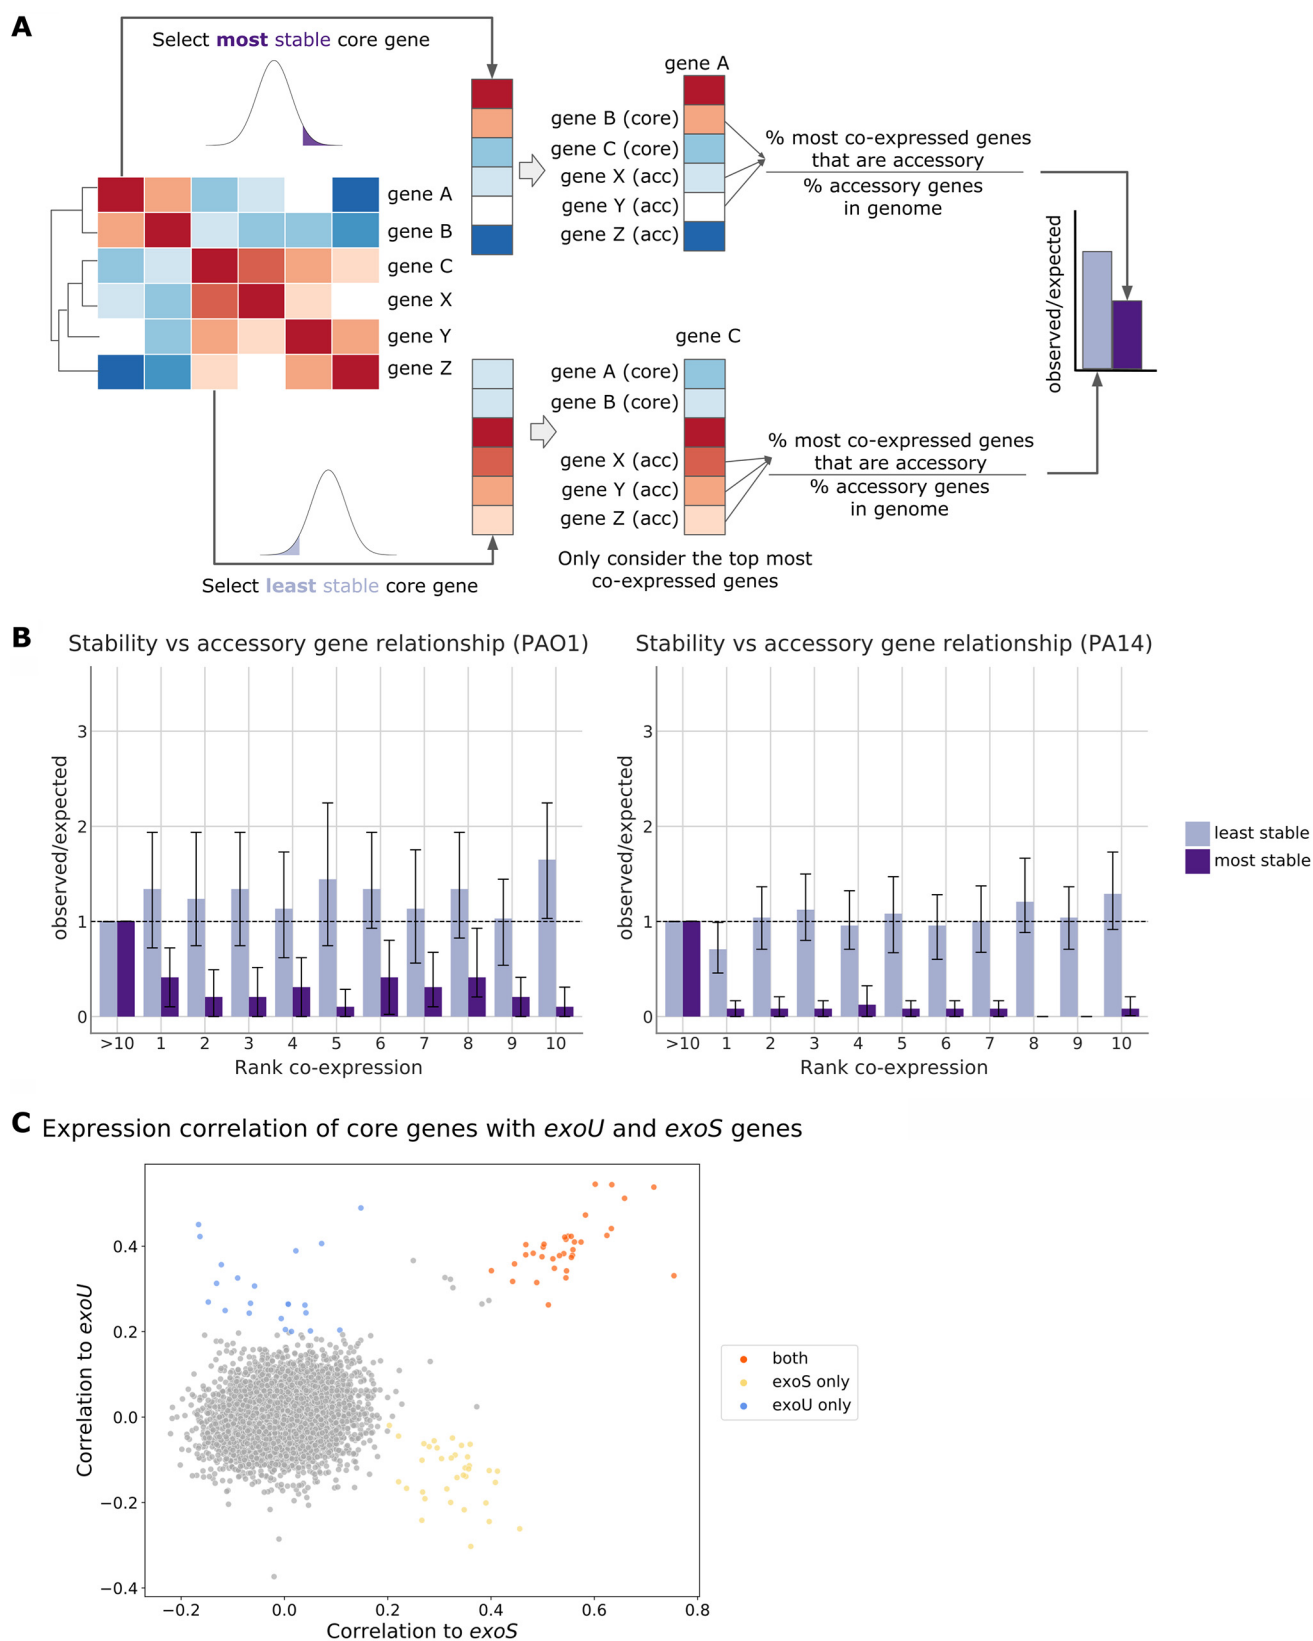 A
Select most stable core gene
gene A
gene B
gene C
gene X
gene Y
gene Z
gene A
gene B (core)
gene C (core)
gene X (acc)
gene Y (acc)
gene Z (acc)
% most co-expressed genes
that are accessory
% accessory genes
in genome
observed/expected
gene C
gene A (core)
gene B (core)
gene X (acc)
gene Y (acc)
gene Z (acc)
% most co-expressed genes
that are accessory
% accessory genes
in genome
Only consider the top most
co-expressed genes
Select least stable core gene
B
Stability vs accessory gene relationship (PAO1)
observed/expected
3
2
1
0
>10 1 2 3 4 5 6 7 8 9 10
Rank co-expression
Stability vs accessory gene relationship (PA14)
observed/expected
3
2
1
0
>10 1 2 3 4 5 6 7 8 9 10
Rank co-expression
least stable
most stable
C
Expression correlation of core genes with exoU and exoS genes
Correlation to exoU
0.4
0.2
0.0
−0.2
−0.4
−0.2 0.0 0.2 0.4 0.6 0.8
Correlation to exoS
both
exoS only
exoU only